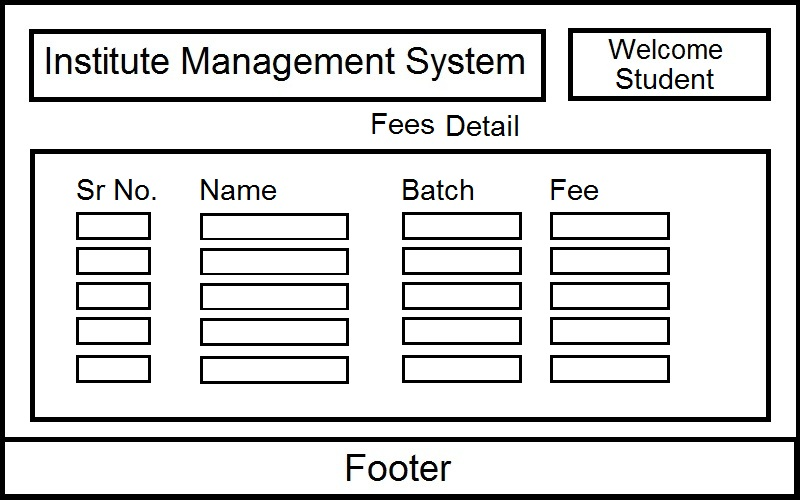 Institute Management System
Welcome
Student
Fees Detail
Sr No. Name Batch Fee
Footer